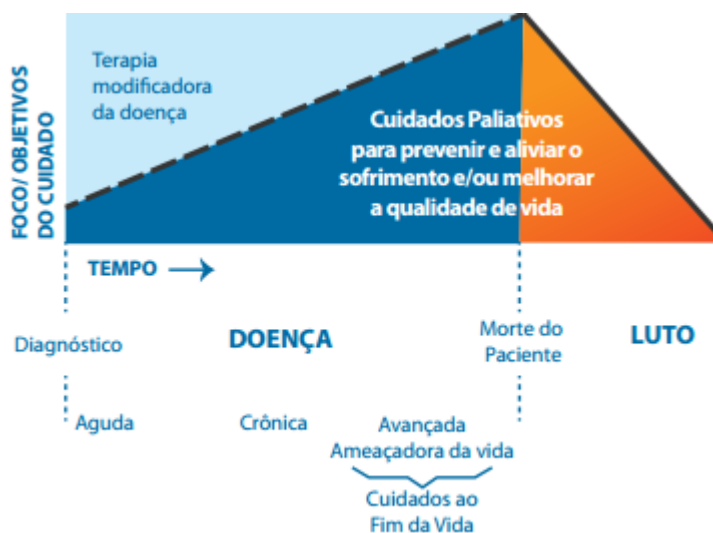 FOCO/ OBJETIVOS
DO CUIDADO
Terapia
modificadora
da doença
Cuidados Paliativos
para prevenir e aliviar o
sofrimento e/ou melhorar
a qualidade de vida
TEMPO
Diagnóstico
DOENÇA
Morte do
Paciente
LUTO
Aguda
Crônica
Avançada
Ameaçadora da vida
Cuidados ao
Fim da Vida